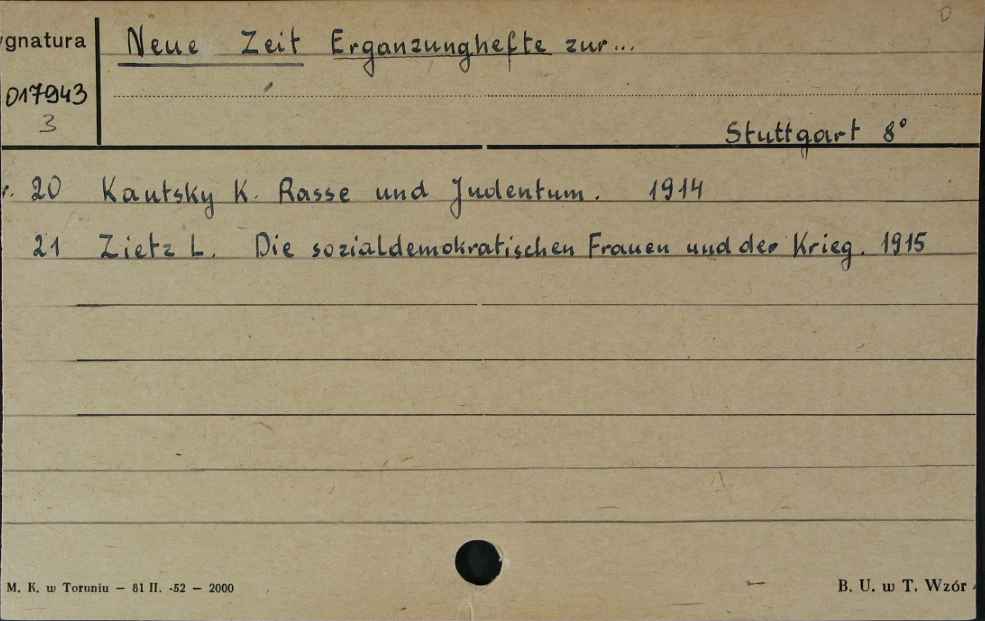 ygnatura Neue Zeit Erganzunghefte zur...
017943
3
Stuttgart 8°
r. 20 Kautsky K. Rasse und Judentum. 1914
21 Zietz L. Die sozialdemokratischen Frauen und der Krieg. 1915
M. K. w Toruniu — 81 II. -52 — 2000 B. U. w T. Wzór